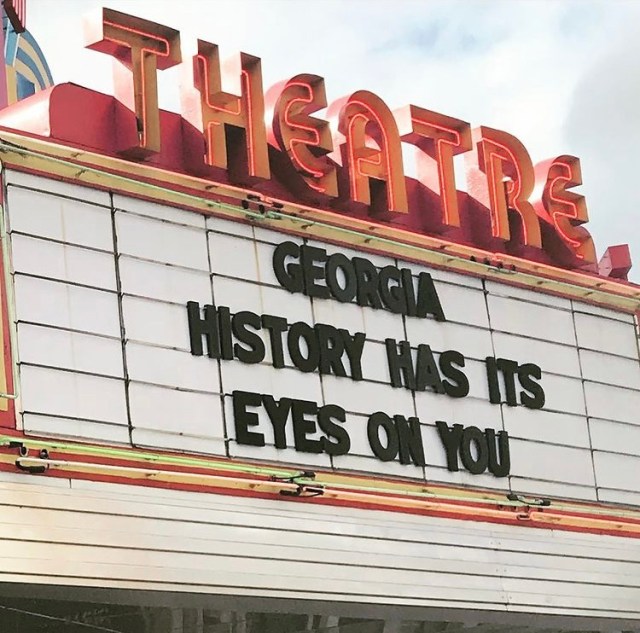 THEATRE
GEORGIA
HISTORY HAS ITS
EYES ON YOU